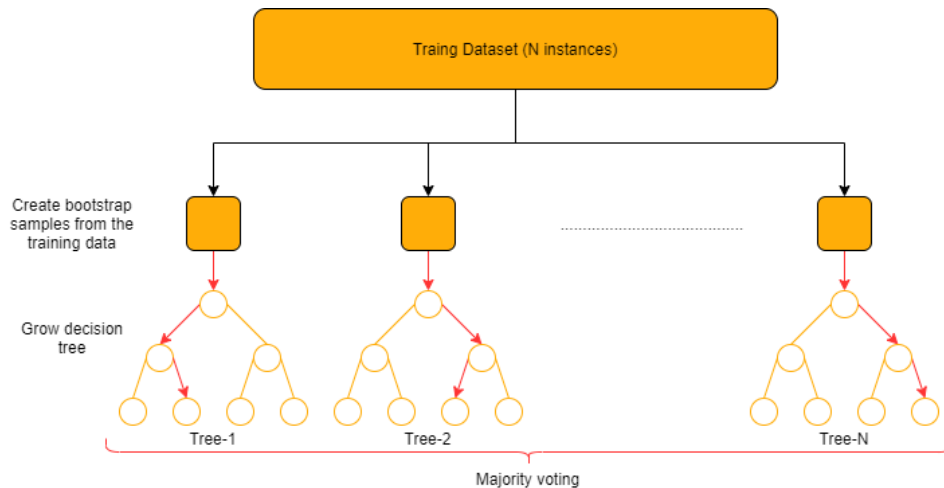 Traing Dataset (N instances)
Create bootstrap
samples from the
training data
Grow decision
tree
Tree-1
Tree-2
Tree-N
Majority voting